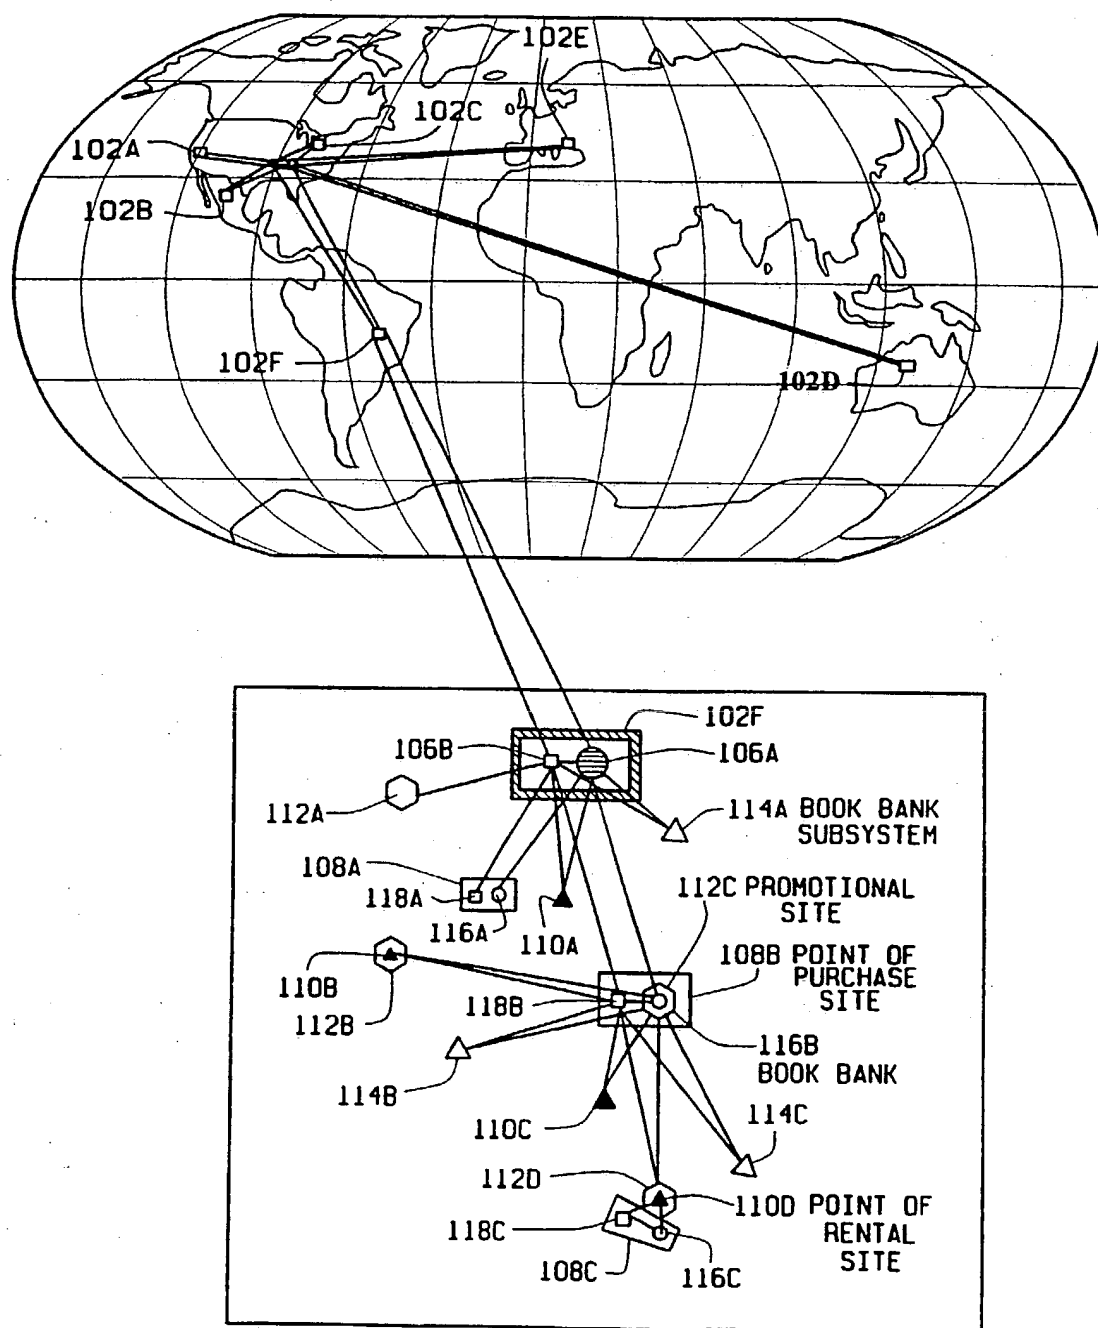 102E
102C
102A
102B
102F
102D
102F
106B
106A
112A
114A BOOK BANK
SUBSYSTEM
108A
118A
116A
110A
112C PROMOTIONAL
SITE
110B
112B
118B
108B POINT OF
PURCHASE
SITE
116B
BOOK BANK
114B
110C
114C
112D
110D POINT OF
RENTAL
SITE
118C
108C
116C